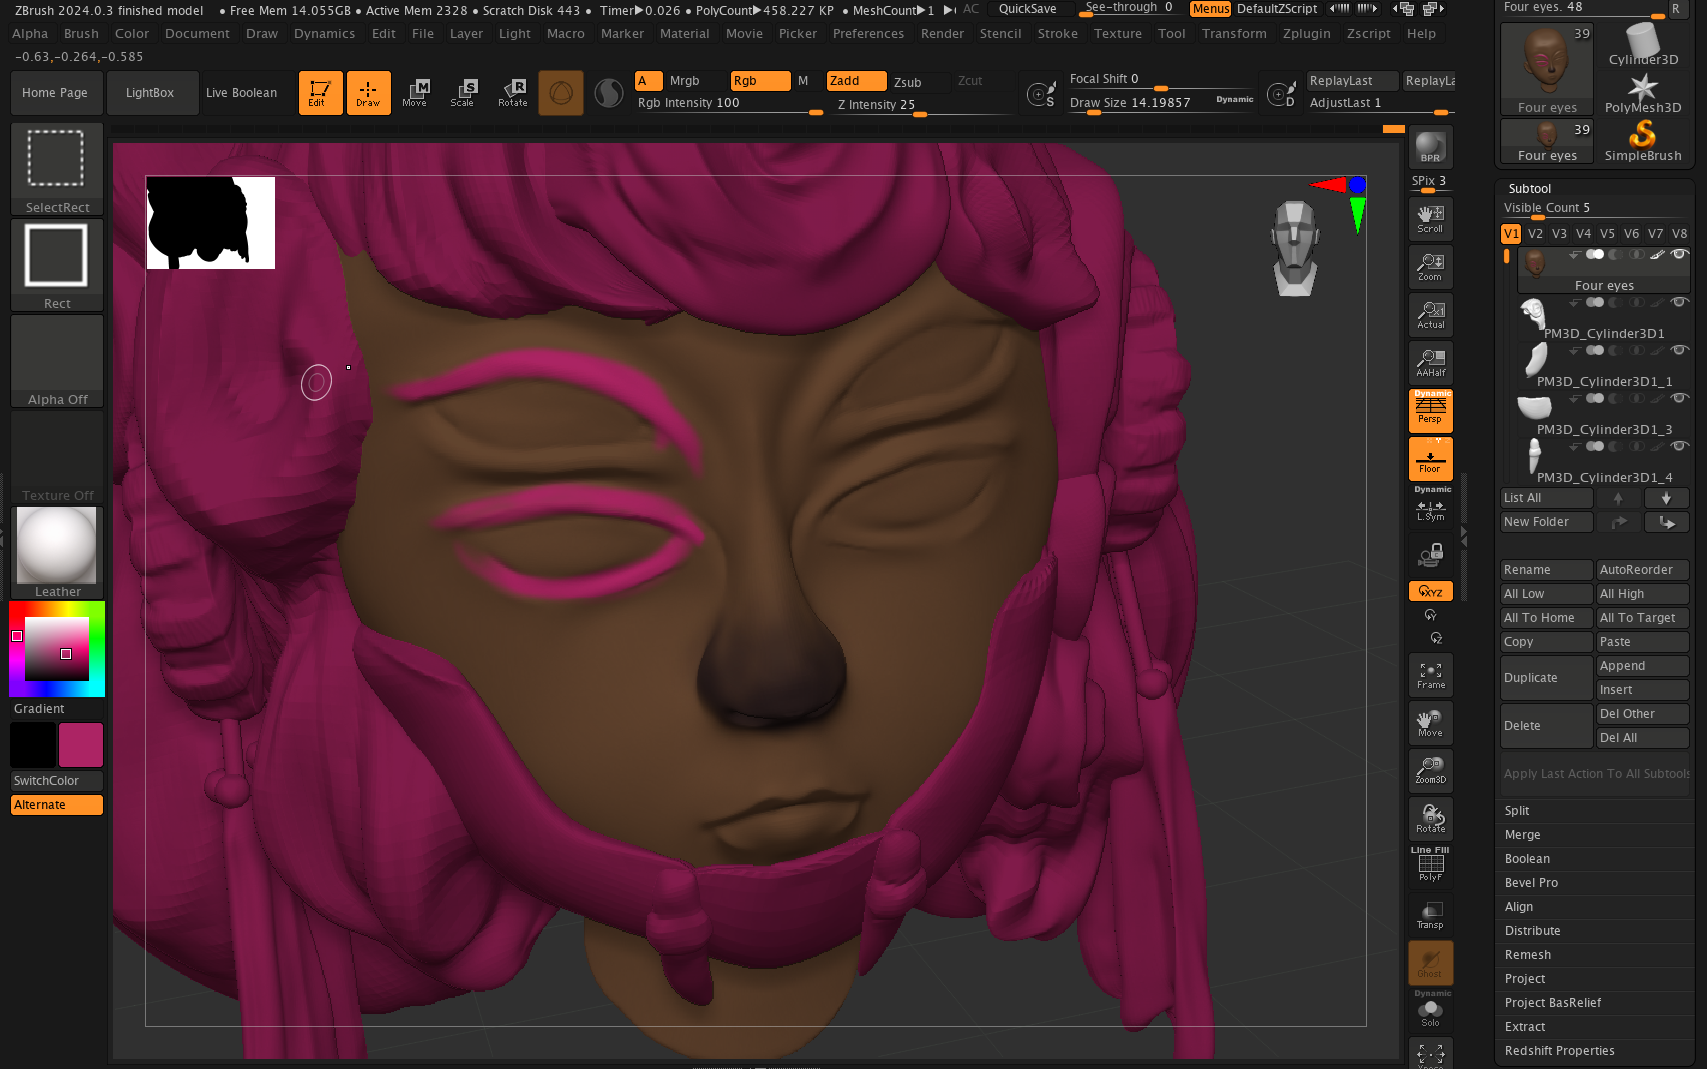 ZBrush 2024.0.3 finished model • Free Mem 14.055GB • Active Mem 2328 • Scratch Disk 443 • Timer▶0.026 • PolyCount▶458.227 KP • MeshCount▶1 AC QuickSave See-through 0 Menus DefaultZScript
Alpha Brush Color Document Draw Dynamics Edit File Layer Light Macro Marker Material Movie Picker Preferences Render Stencil Stroke Texture Tool Transform Zplugin Zscript Help
-0.63,-0.264,-0.585
Home Page LightBox Live Boolean Edit Draw Move Scale Rotate
A Mrgb Rgb M Zadd Zsub Zcut
Rgb Intensity 100 Z Intensity 25
S Focal Shift 0
Draw Size 14.19857 Dynamic
D ReplayLast ReplayLa
AdjustLast 1
SelectRect
Rect
Alpha Off
Texture Off
Leather
Gradient
SwitchColor
Alternate
BPR
SPix 3
Scroll
Zoom
Actual
AAHalf
Dynamic
Persp
Floor
Dynamic
L.Sym
XYZ
Y
Z
Frame
Move
Zoom3D
Rotate
Line Fill
PolyF
Transp
Ghost
Dynamic
Solo
Xpose
Four eyes. 48 R
39
Four eyes
Cylinder3D
PolyMesh3D
39
Four eyes
SimpleBrush
Subtool
Visible Count 5
V1 V2 V3 V4 V5 V6 V7 V8
Four eyes
PM3D_Cylinder3D1
PM3D_Cylinder3D1_1
PM3D_Cylinder3D1_3
PM3D_Cylinder3D1_4
List All
New Folder
Rename AutoReorder
All Low All High
All To Home All To Target
Copy Paste
Duplicate Append
Insert
Delete Del Other
Del All
Apply Last Action To All Subtools
Split
Merge
Boolean
Bevel Pro
Align
Distribute
Remesh
Project
Project BasRelief
Extract
Redshift Properties